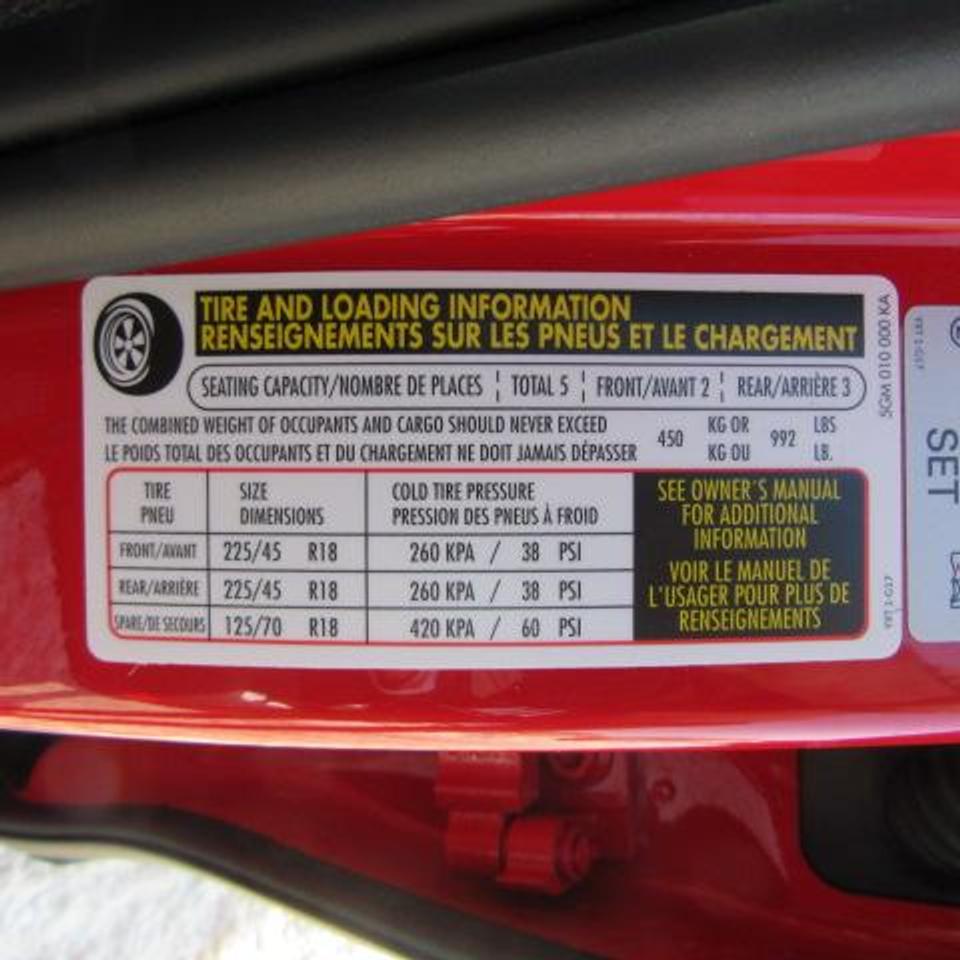 TIRE AND LOADING INFORMATION
RENSEIGNEMENTS SUR LES PNEUS ET LE CHARGEMENT
SEATING CAPACITY/NOMBRE DE PLACES ¦ TOTAL 5 ¦ FRONT/AVANT 2 ¦ REAR/ARRIÈRE 3
THE COMBINED WEIGHT OF OCCUPANTS AND CARGO SHOULD NEVER EXCEED
LE POIDS TOTAL DES OCCUPANTS ET DU CHARGEMENT NE DOIT JAMAIS DÉPASSER
450 KG OR 992 LBS
KG OU LB.
TIRE SIZE COLD TIRE PRESSURE
PNEU DIMENSIONS PRESSION DES PNEUS À FROID
FRONT/AVANT 225/45 R18 260 KPA / 38 PSI
REAR/ARRIÈRE 225/45 R18 260 KPA / 38 PSI
SPARE/DE SECOURS 125/70 R18 420 KPA / 60 PSI
SEE OWNER'S MANUAL
FOR ADDITIONAL
INFORMATION
VOIR LE MANUEL DE
L'USAGER POUR PLUS DE
RENSEIGNEMENTS
5GM 010 000 KA
SET